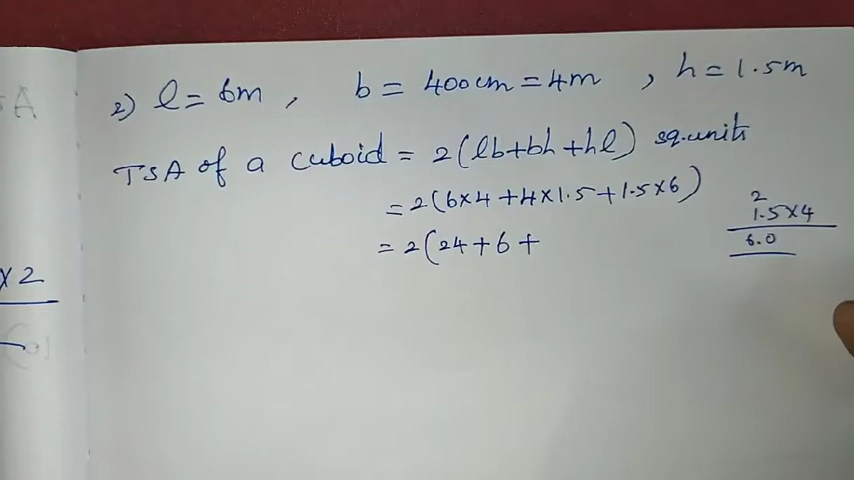 2) l = 6m , b = 400cm = 4m , h = 1.5m
TSA of a cuboid = 2(lb+bh+hl) sq.units
= 2(6×4 + 4×1.5 + 1.5×6)
= 2(24+6+
2
1.5×4
6.0
×2